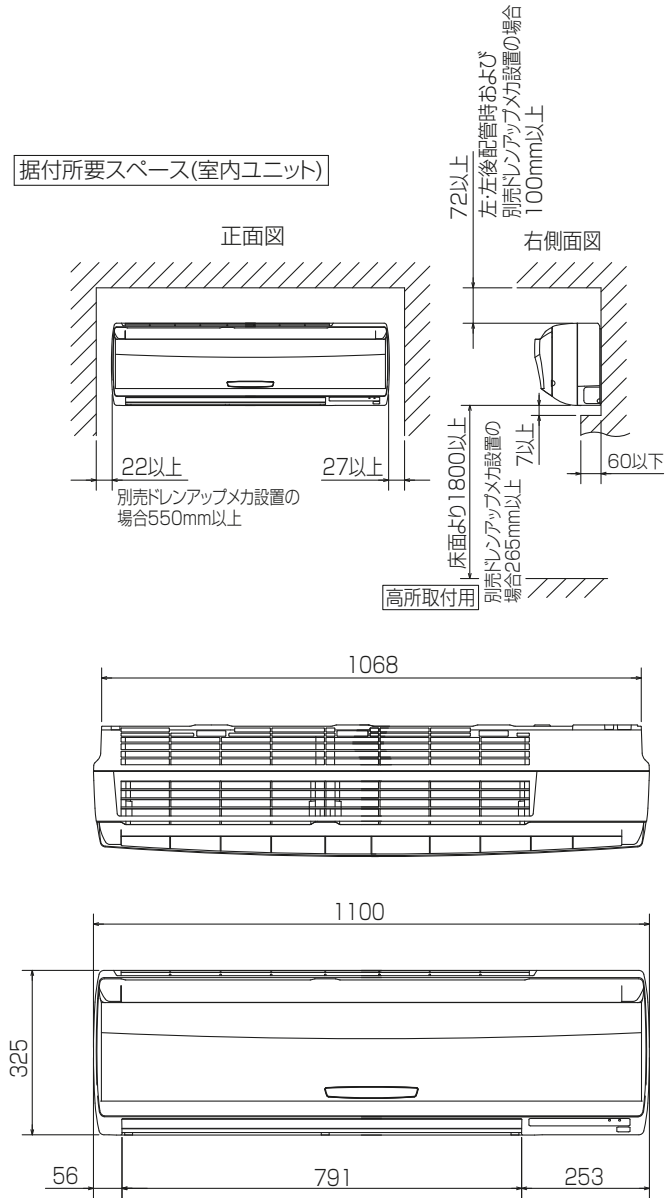 据付所要スペース(室内ユニット)
正面図
72以上
左・左後配管時および
別売ドレンアップメカ設置の場合
100mm以上
右側面図
22以上
別売ドレンアップメカ設置の
場合550mm以上
27以上
床面より1800以上
別売ドレンアップメカ設置の
場合265mm以上
7以上
60以下
高所取付用
1068
1100
325
56
791
253